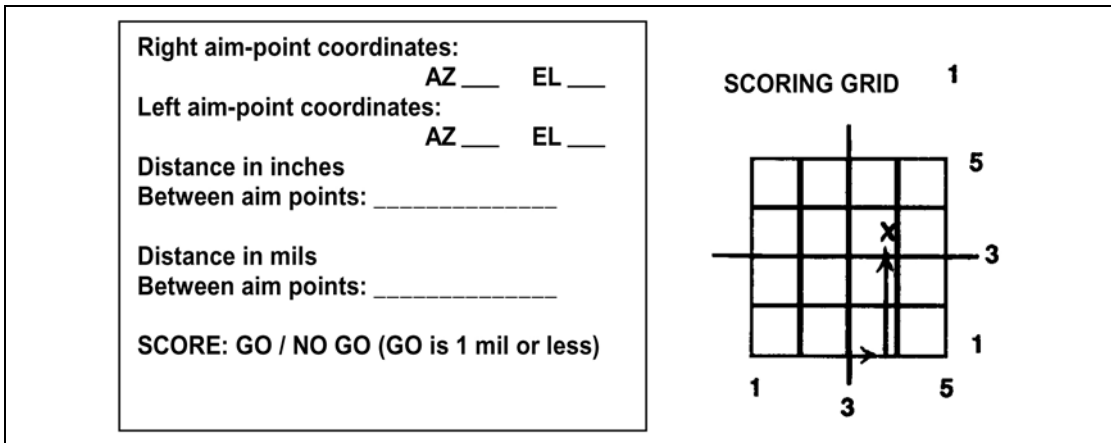 Right aim-point coordinates:
AZ ___ EL ___
Left aim-point coordinates:
AZ ___ EL ___
Distance in inches
Between aim points: ______________
Distance in mils
Between aim points: ______________
SCORE: GO / NO GO (GO is 1 mil or less)
SCORING GRID 1
5
X
3
1
1 5
3